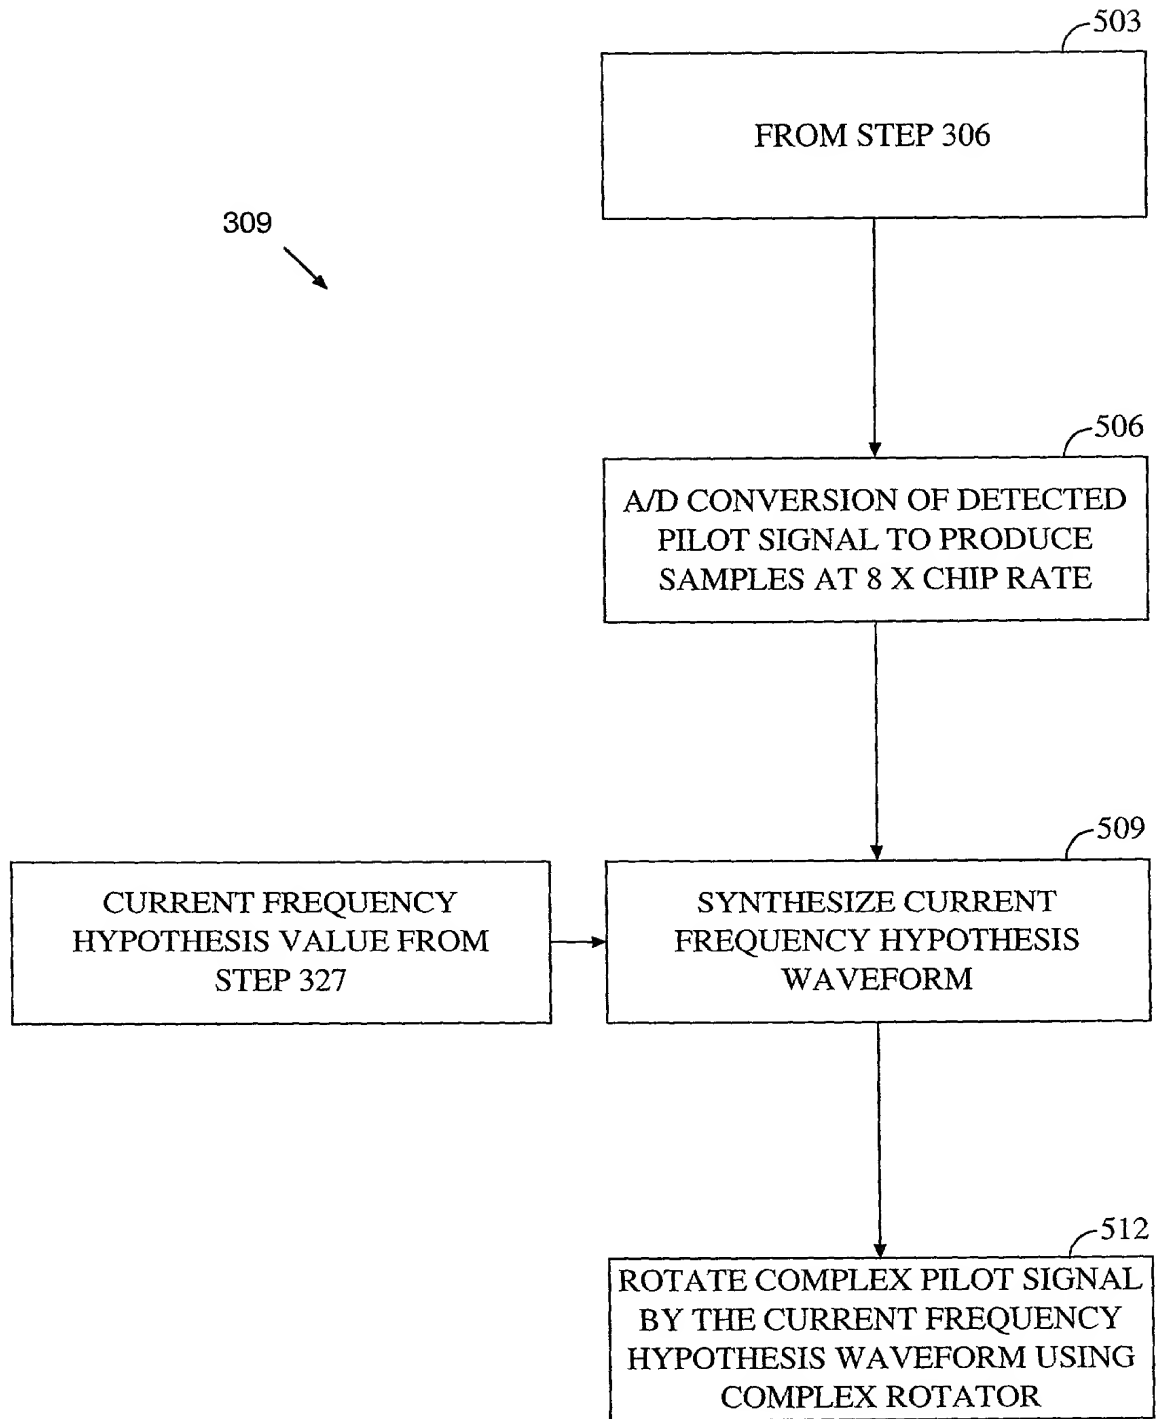 503
FROM STEP 306
309
506
A/D CONVERSION OF DETECTED
PILOT SIGNAL TO PRODUCE
SAMPLES AT 8 X CHIP RATE
509
CURRENT FREQUENCY
HYPOTHESIS VALUE FROM
STEP 327
SYNTHESIZE CURRENT
FREQUENCY HYPOTHESIS
WAVEFORM
512
ROTATE COMPLEX PILOT SIGNAL
BY THE CURRENT FREQUENCY
HYPOTHESIS WAVEFORM USING
COMPLEX ROTATOR